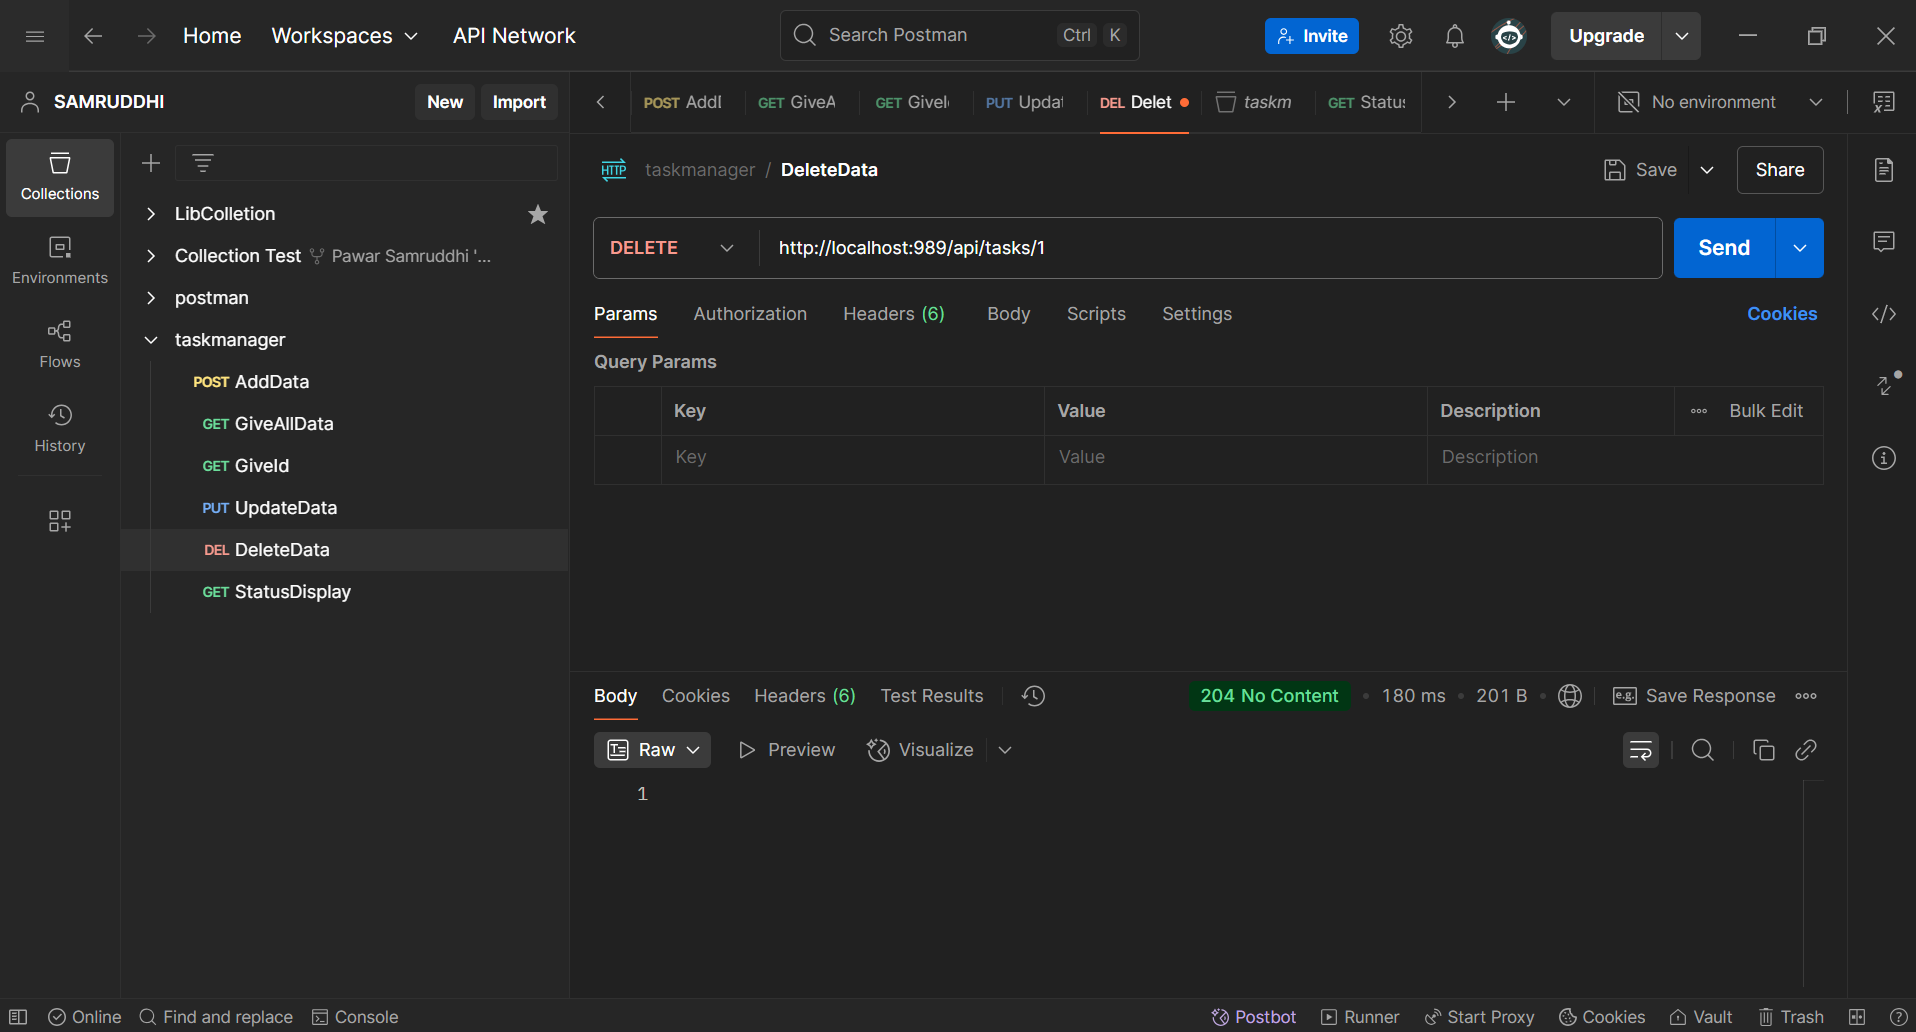 Home Workspaces API Network Search Postman Ctrl K Invite Upgrade
SAMRUDDHI New Import
POST Addl GET GiveA GET GiveI PUT Updat DEL Delet taskm GET Status No environment
Collections
Environments
Flows
History
LibColletion
Collection Test Pawar Samruddhi '...
postman
taskmanager
POST AddData
GET GiveAllData
GET GiveId
PUT UpdateData
DEL DeleteData
GET StatusDisplay
HTTP taskmanager / DeleteData Save Share
DELETE http://localhost:989/api/tasks/1 Send
Params Authorization Headers (6) Body Scripts Settings Cookies
Query Params
Key Value Description Bulk Edit
Key Value Description
Body Cookies Headers (6) Test Results 204 No Content 180 ms 201 B e.g. Save Response
Raw Preview Visualize
1
Online Find and replace Console Postbot Runner Start Proxy Cookies Vault Trash